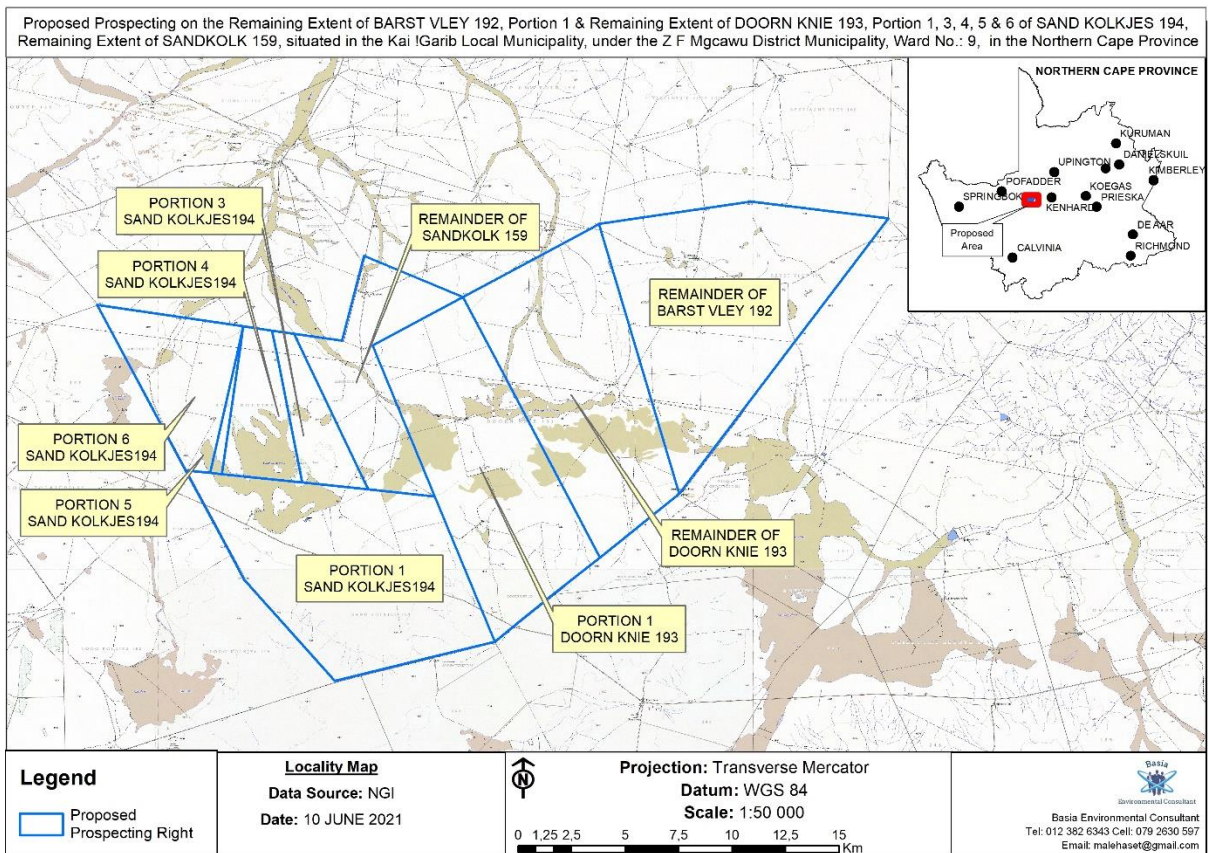 Proposed Prospecting on the Remaining Extent of BARST VLEY 192, Portion 1 & Remaining Extent of DOORN KNIE 193, Portion 1, 3, 4, 5 & 6 of SAND KOLKJES 194,
Remaining Extent of SANDKOLK 159, situated in the Kai !Garib Local Municipality, under the Z F Mgcawu District Municipality, Ward No.: 9, in the Northern Cape Province
NORTHERN CAPE PROVINCE
KURUMAN
DANIELSKUIL
UPINGTON
KIMBERLEY
POFADDER
KOEGAS
SPRINGBOK
PRIESKA
KENHARD
Proposed
Area
DE AAR
CALVINIA
RICHMOND
PORTION 3
SAND KOLKJES194
REMAINDER OF
SANDKOLK 159
PORTION 4
SAND KOLKJES194
REMAINDER OF
BARST VLEY 192
PORTION 6
SAND KOLKJES194
PORTION 5
SAND KOLKJES194
REMAINDER OF
DOORN KNIE 193
PORTION 1
SAND KOLKJES194
PORTION 1
DOORN KNIE 193
Legend
Proposed
Prospecting Right
Locality Map
Data Source: NGI
Date: 10 JUNE 2021
N
Projection: Transverse Mercator
Datum: WGS 84
Scale: 1:50 000
0 1,25 2,5 5 7,5 10 12,5 15
Km
Basia
Environmental Consultant
Basia Environmental Consultant
Tel: 012 382 6343 Cell: 079 2630 597
Email: malehaset@gmail.com